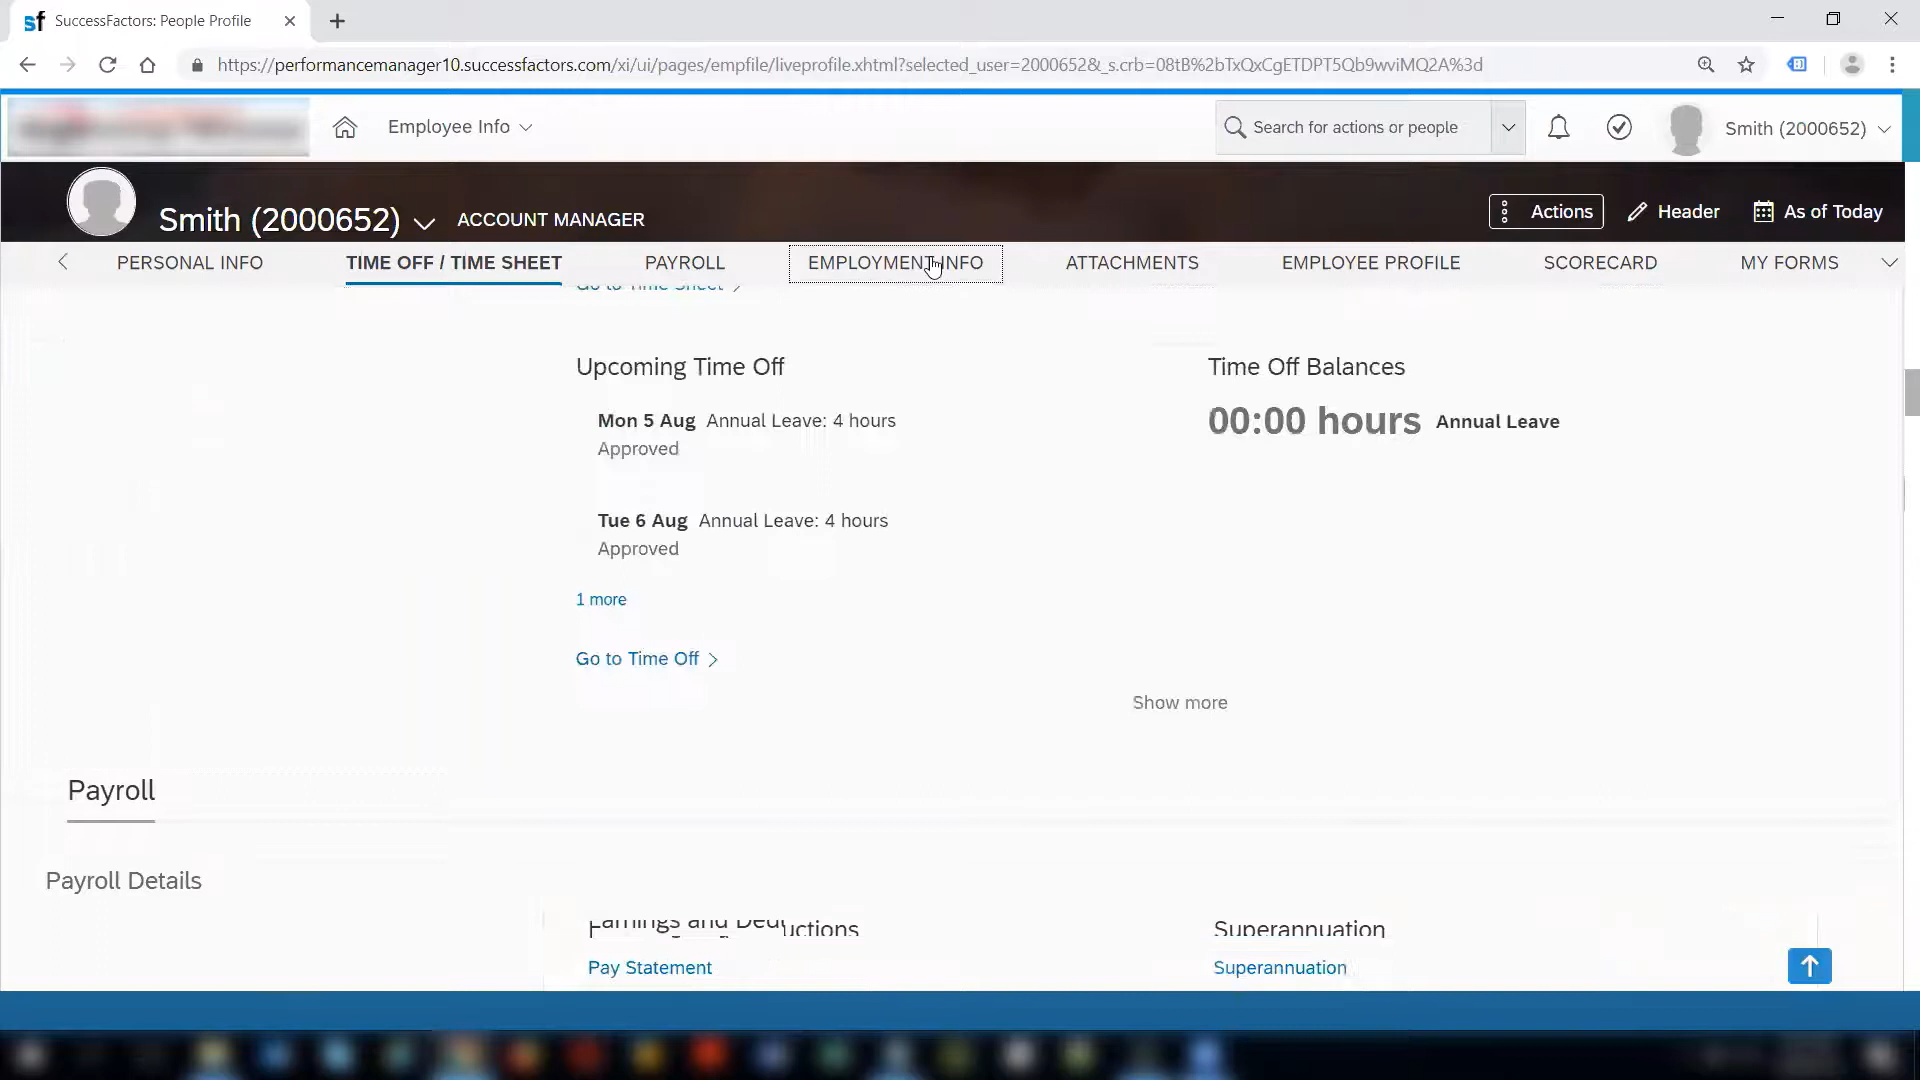 SuccessFactors: People Profile
https://performancemanager10.successfactors.com/xi/ui/pages/empfile/liveprofile.xhtml?selected_user=2000652&_s.crb=08tB%2bTxQxCgETDPT5Qb9wviMQ2A%3d
Employee Info
Search for actions or people
Smith (2000652)
Smith (2000652)
ACCOUNT MANAGER
Actions
Header
As of Today
PERSONAL INFO
TIME OFF / TIME SHEET
PAYROLL
EMPLOYMENT INFO
ATTACHMENTS
EMPLOYEE PROFILE
SCORECARD
MY FORMS
Go to Time Sheet
Upcoming Time Off
Time Off Balances
Mon 5 Aug Annual Leave: 4 hours
00:00 hours Annual Leave
Approved
Tue 6 Aug Annual Leave: 4 hours
Approved
1 more
Go to Time Off
Show more
Payroll
Payroll Details
Earnings and Deductions
Superannuation
Pay Statement
Superannuation